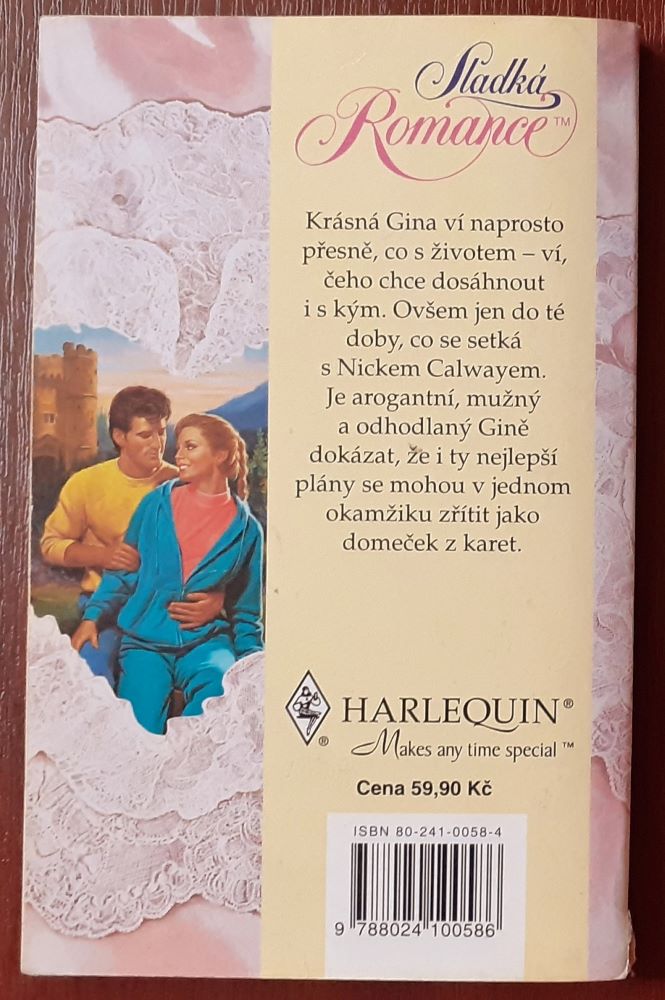 Sladká
Romance™
Krásná Gina ví naprosto
přesně, co s životem – ví,
čeho chce dosáhnout
i s kým. Ovšem jen do té
doby, co se setká
s Nickem Calwayem.
Je arogantní, mužný
a odhodlaný Gině
dokázat, že i ty nejlepší
plány se mohou v jednom
okamžiku zřítit jako
domeček z karet.
HARLEQUIN®
®
Makes any time special™
Cena 59,90 Kč
ISBN 80-241-0058-4
9 788024 100586